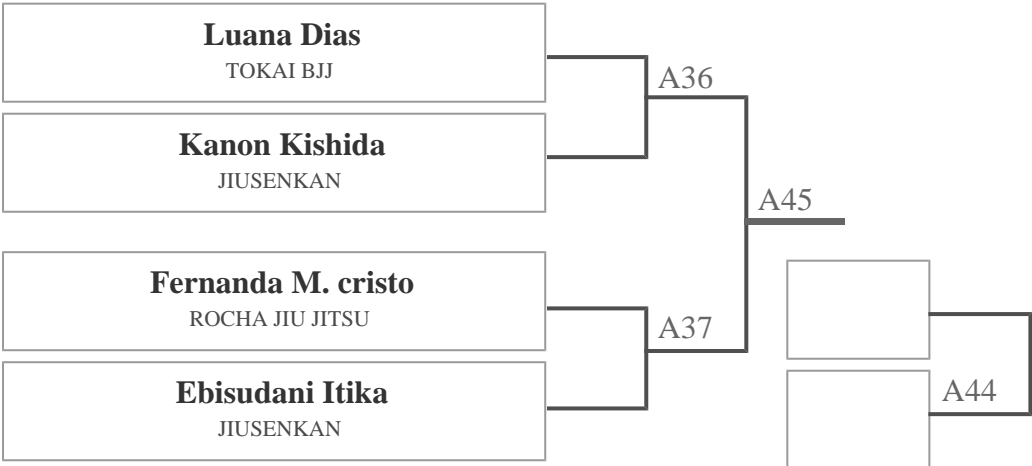 Luana Dias
TOKAI BJJ
A36
Kanon Kishida
JIUSENKAN
A45
Fernanda M. cristo
ROCHA JIU JITSU
A37
Ebisudani Itika
JIUSENKAN
A44